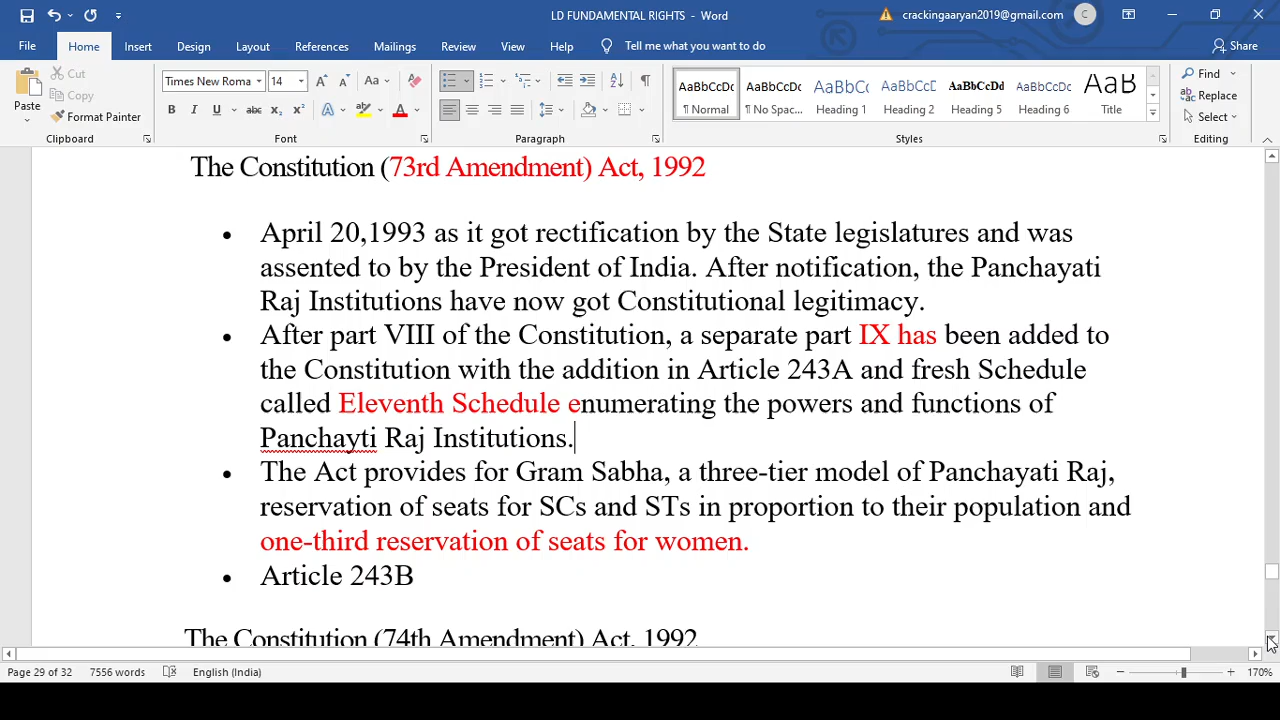 LD FUNDAMENTAL RIGHTS - Word
crackingaaryan2019@gmail.com
C
File
Home
Insert
Design
Layout
References
Mailings
Review
View
Help
Tell me what you want to do
Share
Paste
Cut
Copy
Format Painter
Clipboard
Times New Roma
14
Font
Paragraph
AaBbCcDc
¶ Normal
AaBbCcDc
¶ No Spac...
AaBbCc
Heading 1
AaBbCcDc
Heading 2
AaBbCcDd
Heading 5
AaBbCcDc
Heading 6
AaB
Title
Styles
Find
Replace
Select
Editing
The Constitution (73rd Amendment) Act, 1992
• April 20,1993 as it got rectification by the State legislatures and was
assented to by the President of India. After notification, the Panchayati
Raj Institutions have now got Constitutional legitimacy.
• After part VIII of the Constitution, a separate part IX has been added to
the Constitution with the addition in Article 243A and fresh Schedule
called Eleventh Schedule enumerating the powers and functions of
Panchayti Raj Institutions.
• The Act provides for Gram Sabha, a three-tier model of Panchayati Raj,
reservation of seats for SCs and STs in proportion to their population and
one-third reservation of seats for women.
• Article 243B
The Constitution (74th Amendment) Act, 1992
Page 29 of 32
7556 words
English (India)
170%